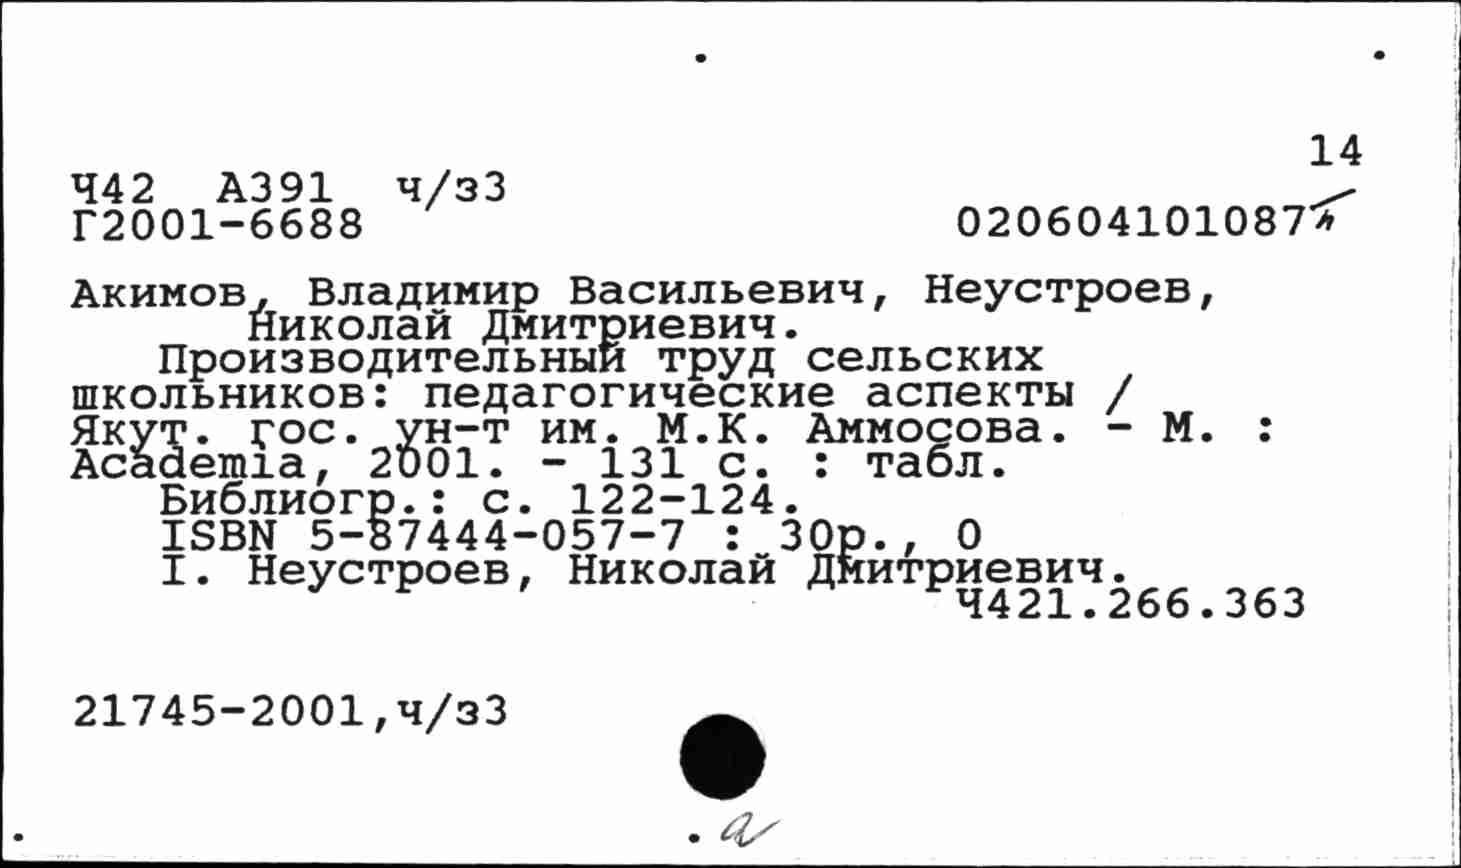 14
Ч42 А391 ч/з3
Г2001-6688 020604101087
Акимов, Владимир Васильевич, Неустроев,
Николай Дмитриевич.
Производительный труд сельских
школьников: педагогические аспекты /
Якут. гос. ун-т им. М.К. Аммосова. - М. :
Academia, 2001. - 131 с. : табл.
Библиогр.: с. 122-124.
ISBN 5-87444-057-7 : 30р., 0
I. Неустроев, Николай Дмитриевич.
Ч421.266.363
21745-2001,ч/з3
а